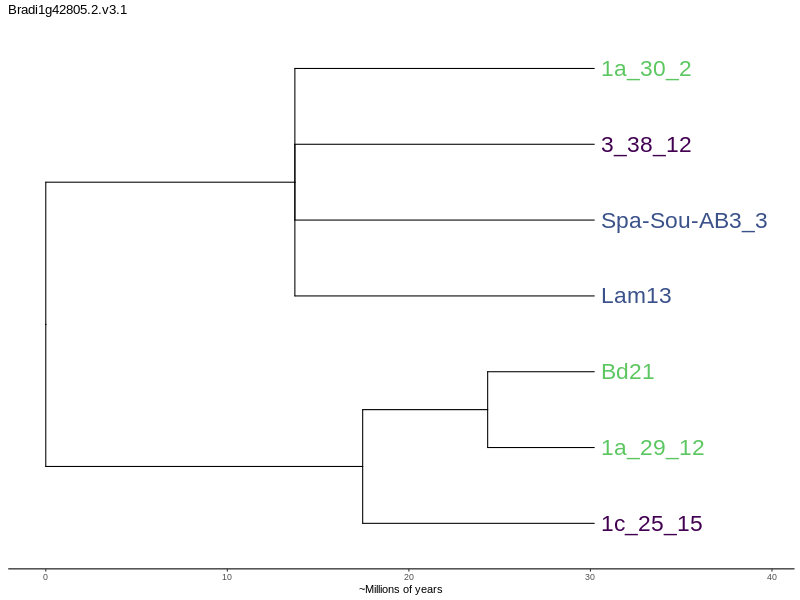 Bradi1g42805.2.v3.1
1a_30_2
3_38_12
Spa-Sou-AB3_3
Lam13
Bd21
1a_29_12
1c_25_15
0 10 20 30 40
~Millions of years